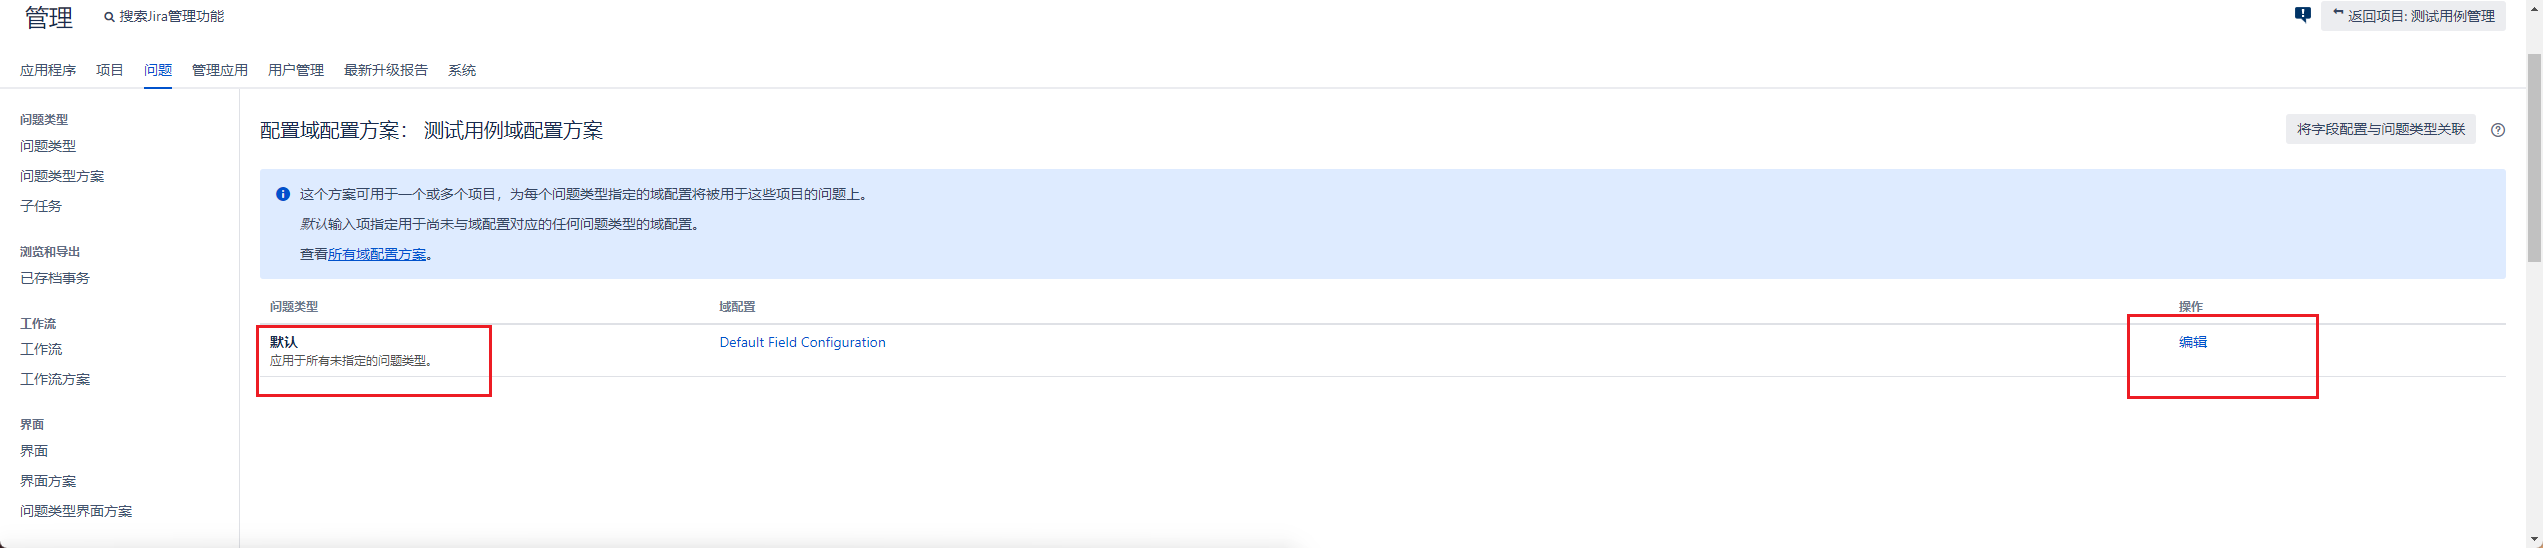 管理
搜索Jira管理功能
返回项目: 测试用例管理
应用程序 项目 问题 管理应用 用户管理 最新升级报告 系统
问题类型
问题类型
问题类型方案
子任务
浏览和导出
已存档事务
工作流
工作流
工作流方案
界面
界面
界面方案
问题类型界面方案
配置域配置方案： 测试用例域配置方案
将字段配置与问题类型关联
这个方案可用于一个或多个项目，为每个问题类型指定的域配置将被用于这些项目的问题上。
默认输入项指定用于尚未与域配置对应的任何问题类型的域配置。
查看所有域配置方案。
问题类型 域配置 操作
默认 Default Field Configuration 编辑
应用于所有未指定的问题类型。